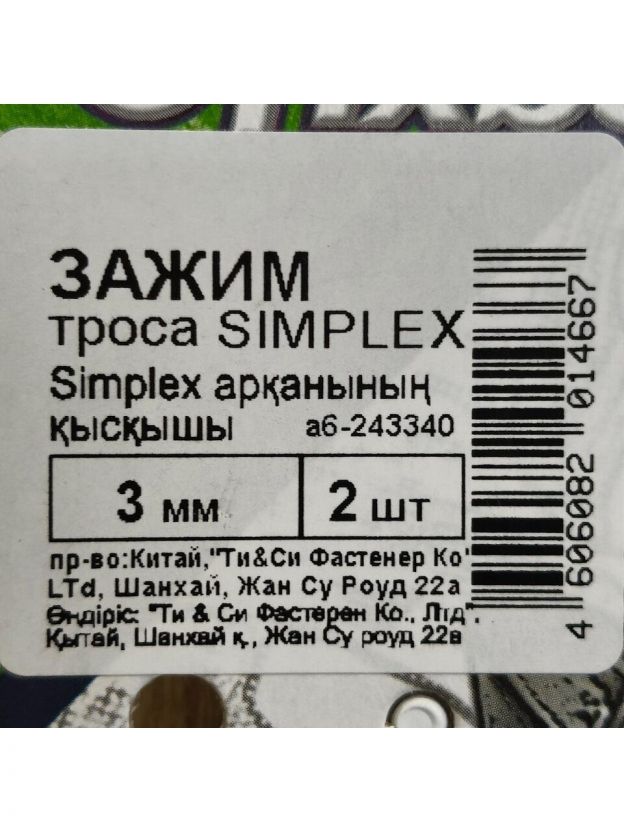 ЗАЖИМ
троса SIMPLEX
Simplex арқанының
қысқышы а6-243340
3 мм 2 шт
пр-во:Китай,"Ти&Си Фастенер Ко"
LTd, Шанхай, Жан Су Роуд 22а
Өндіріс: "Ти & Си Фастерен Ко., Лтд",
Қытай, Шанхай қ., Жан Су роуд 22в
4 606082 014667